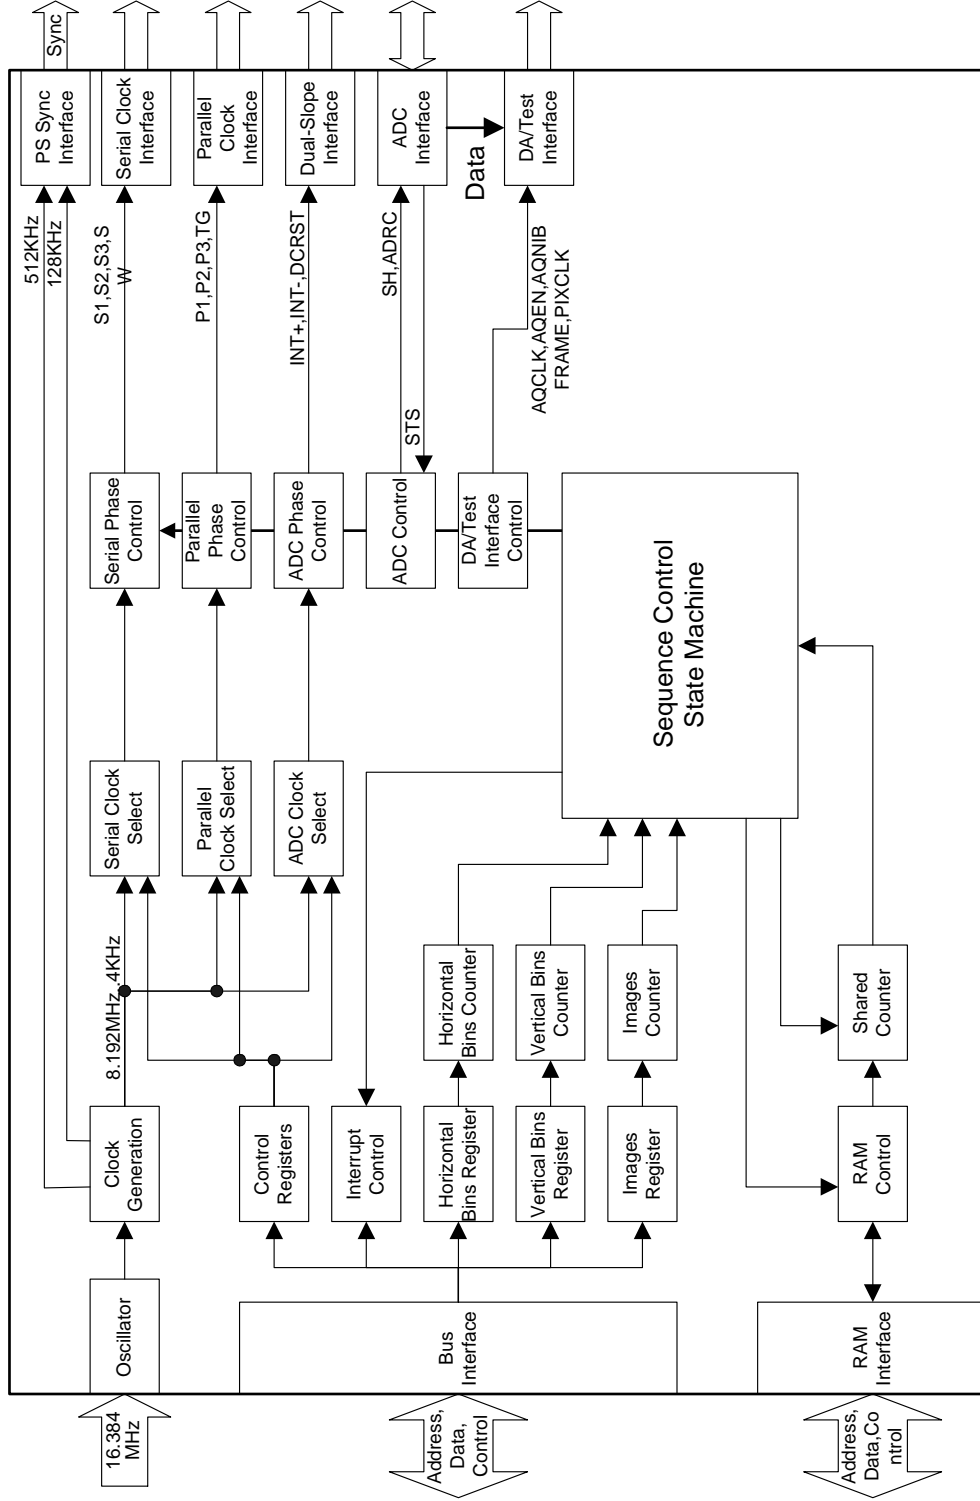 16.384
MHz
Oscillator
Clock
Generation
8.192MHz..4KHz
Serial Clock
Select
Serial Phase
Control
512KHz
128KHz
S1,S2,S3,S
W
PS Sync
Interface
Sync
Serial Clock
Interface
Parallel
Clock Select
Parallel
Phase
Control
P1,P2,P3,TG
Parallel
Clock
Interface
Control
Registers
ADC Clock
Select
ADC Phase
Control
INT+,INT-,DCRST
Dual-Slope
Interface
Interrupt
Control
ADC Control
STS
SH,ADRC
ADC
Interface
Data
Address,
Data,
Control
Bus
Interface
Horizontal
Bins Register
Horizontal
Bins Counter
DA/Test
Interface
Control
AQCLK,AQEN,AQNIB
FRAME,PIXCLK
DA/Test
Interface
Vertical Bins
Register
Vertical Bins
Counter
Images
Register
Images
Counter
Sequence Control
State Machine
Address,
Data,Co
ntrol
RAM
Interface
RAM
Control
Shared
Counter